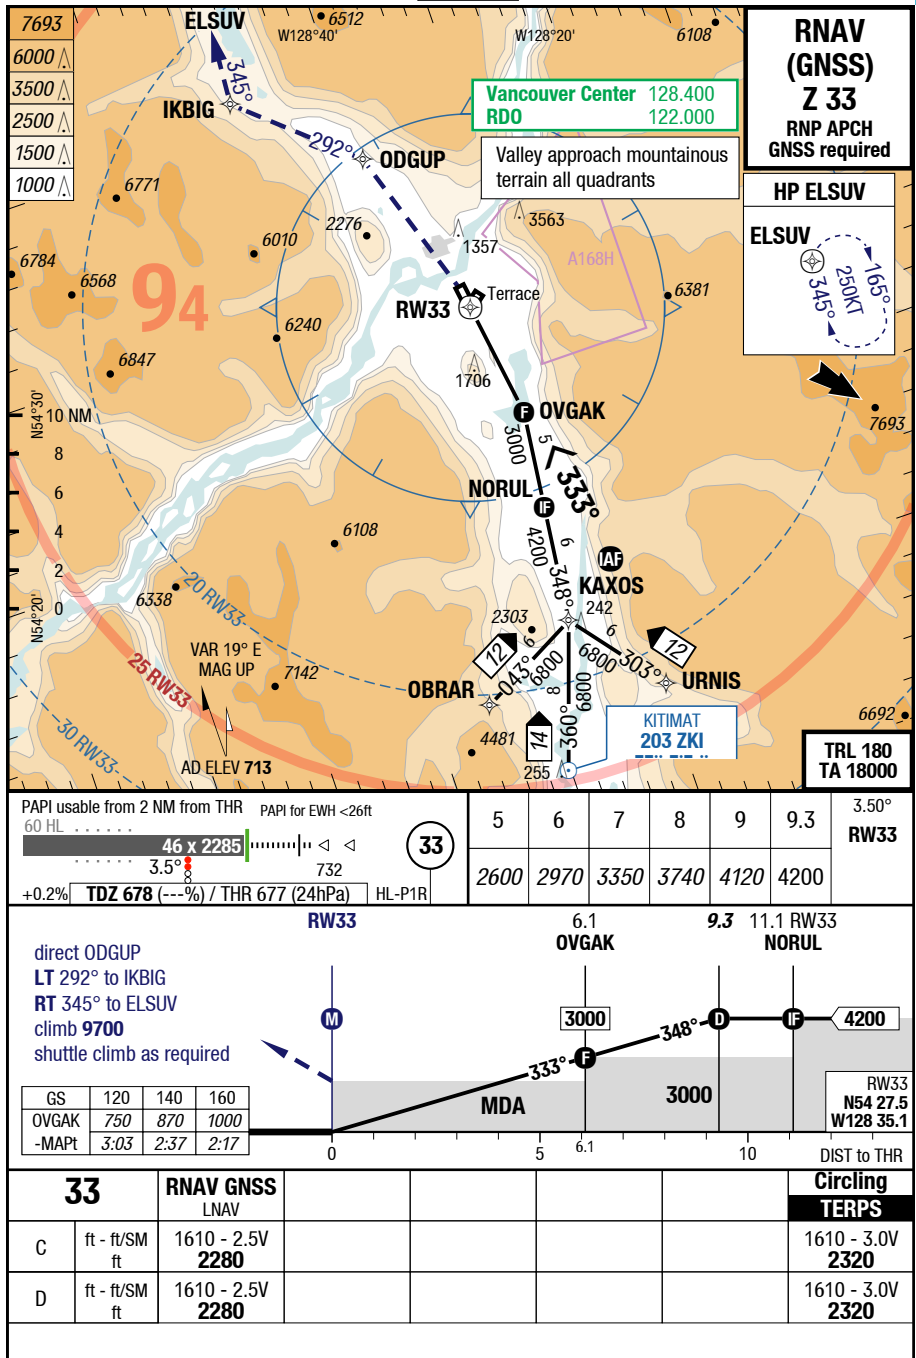 7693
6000
3500
2500
1500
1000
ELSUV
6512
W128°40'
W128°20'
6108
RNAV
(GNSS)
Z 33
RNP APCH
GNSS required
345°
IKBIG
292°
ODGUP
Vancouver Center 128.400
RDO 122.000
Valley approach mountainous
terrain all quadrants
HP ELSUV
ELSUV
165°
250KT
345°
6771
2276
6010
1357
3563
A168H
6784
6568
94
6381
RW33
Terrace
6240
6847
1706
7693
N54°30'
10 NM
8
6
4
2
0
N54°20'
F OVGAK
3000
5
333°
NORUL
IF
4200
6
348°
IAF
KAXOS
242
6108
6338
20 RW33
2303
VAR 19° E
MAG UP
25 RW33
7142
12
6
043°
6800
6
6800
303°
12
OBRAR
URNIS
8
6800
360°
14
30 RW33
AD ELEV 713
4481
255
KITIMAT
203 ZKI
6692
TRL 180
TA 18000
PAPI usable from 2 NM from THR
PAPI for EWH <26ft
60 HL
46 x 2285
3.5°
732
33
+0.2%
TDZ 678 (---%) / THR 677 (24hPa)
HL-P1R
5 6 7 8 9 9.3 3.50°
RW33
2600 2970 3350 3740 4120 4200
RW33
6.1
OVGAK
9.3
11.1 RW33
NORUL
direct ODGUP
LT 292° to IKBIG
RT 345° to ELSUV
climb 9700
shuttle climb as required
M
3000
F
333°
348°
D
IF
4200
MDA
3000
RW33
N54 27.5
W128 35.1
GS 120 140 160
OVGAK 750 870 1000
-MAPt 3:03 2:37 2:17
0 5 6.1 10 DIST to THR
33
RNAV GNSS
LNAV
Circling
TERPS
C ft - ft/SM 1610 - 2.5V 1610 - 3.0V
ft 2280 2320
D ft - ft/SM 1610 - 2.5V 1610 - 3.0V
ft 2280 2320